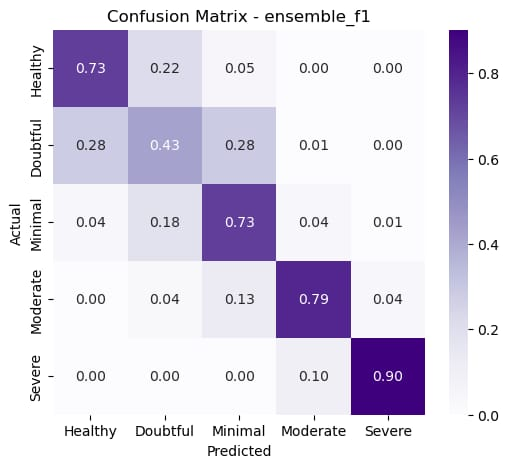 Confusion Matrix - ensemble_f1
Healthy 0.73 0.22 0.05 0.00 0.00
Doubtful 0.28 0.43 0.28 0.01 0.00
Minimal 0.04 0.18 0.73 0.04 0.01
Moderate 0.00 0.04 0.13 0.79 0.04
Severe 0.00 0.00 0.00 0.10 0.90
Actual
Healthy Doubtful Minimal Moderate Severe
Predicted
0.8
0.6
0.4
0.2
0.0